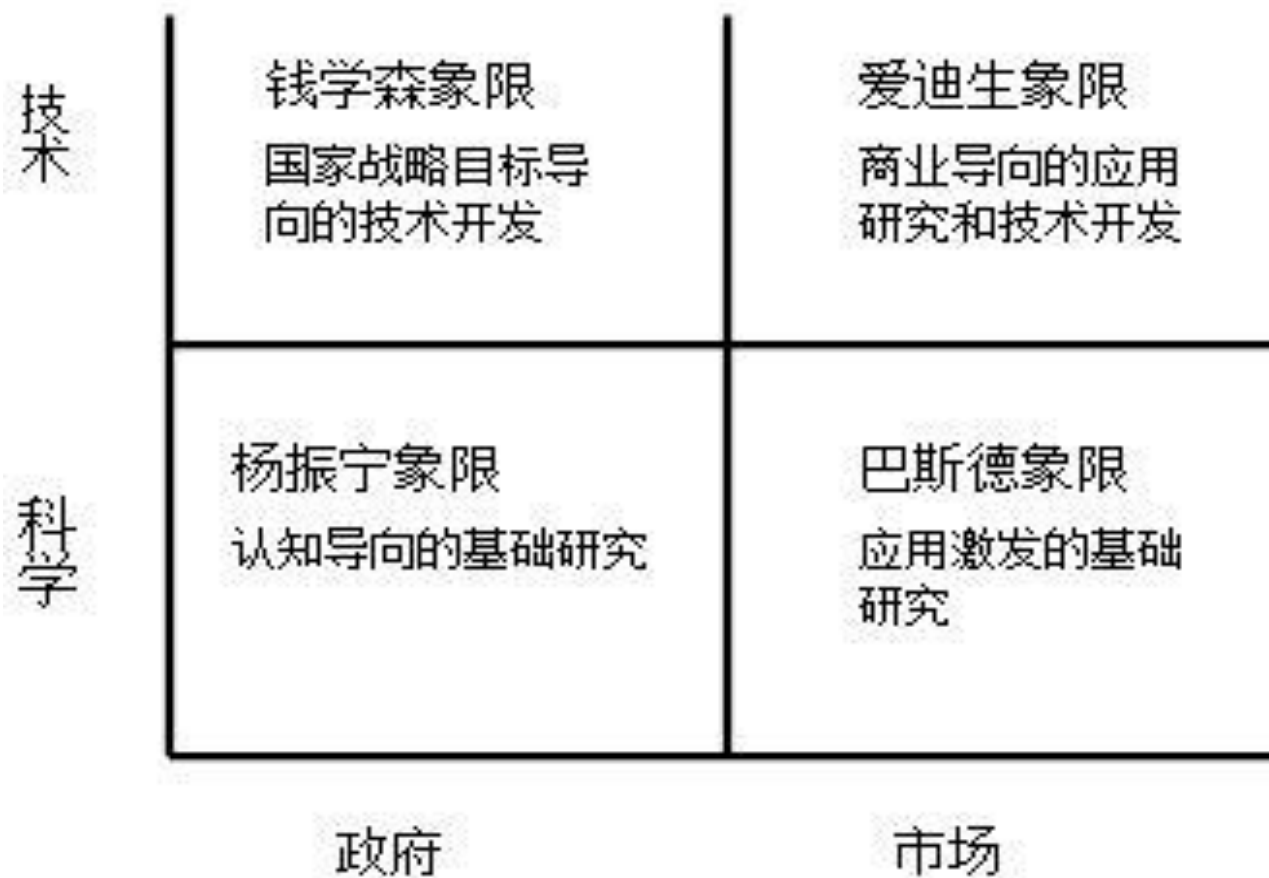 技术
钱学森象限
国家战略目标导
向的技术开发
爱迪生象限
商业导向的应用
研究和技术开发
科学
杨振宁象限
认知导向的基础研究
巴斯德象限
应用激发的基础
研究
政府
市场